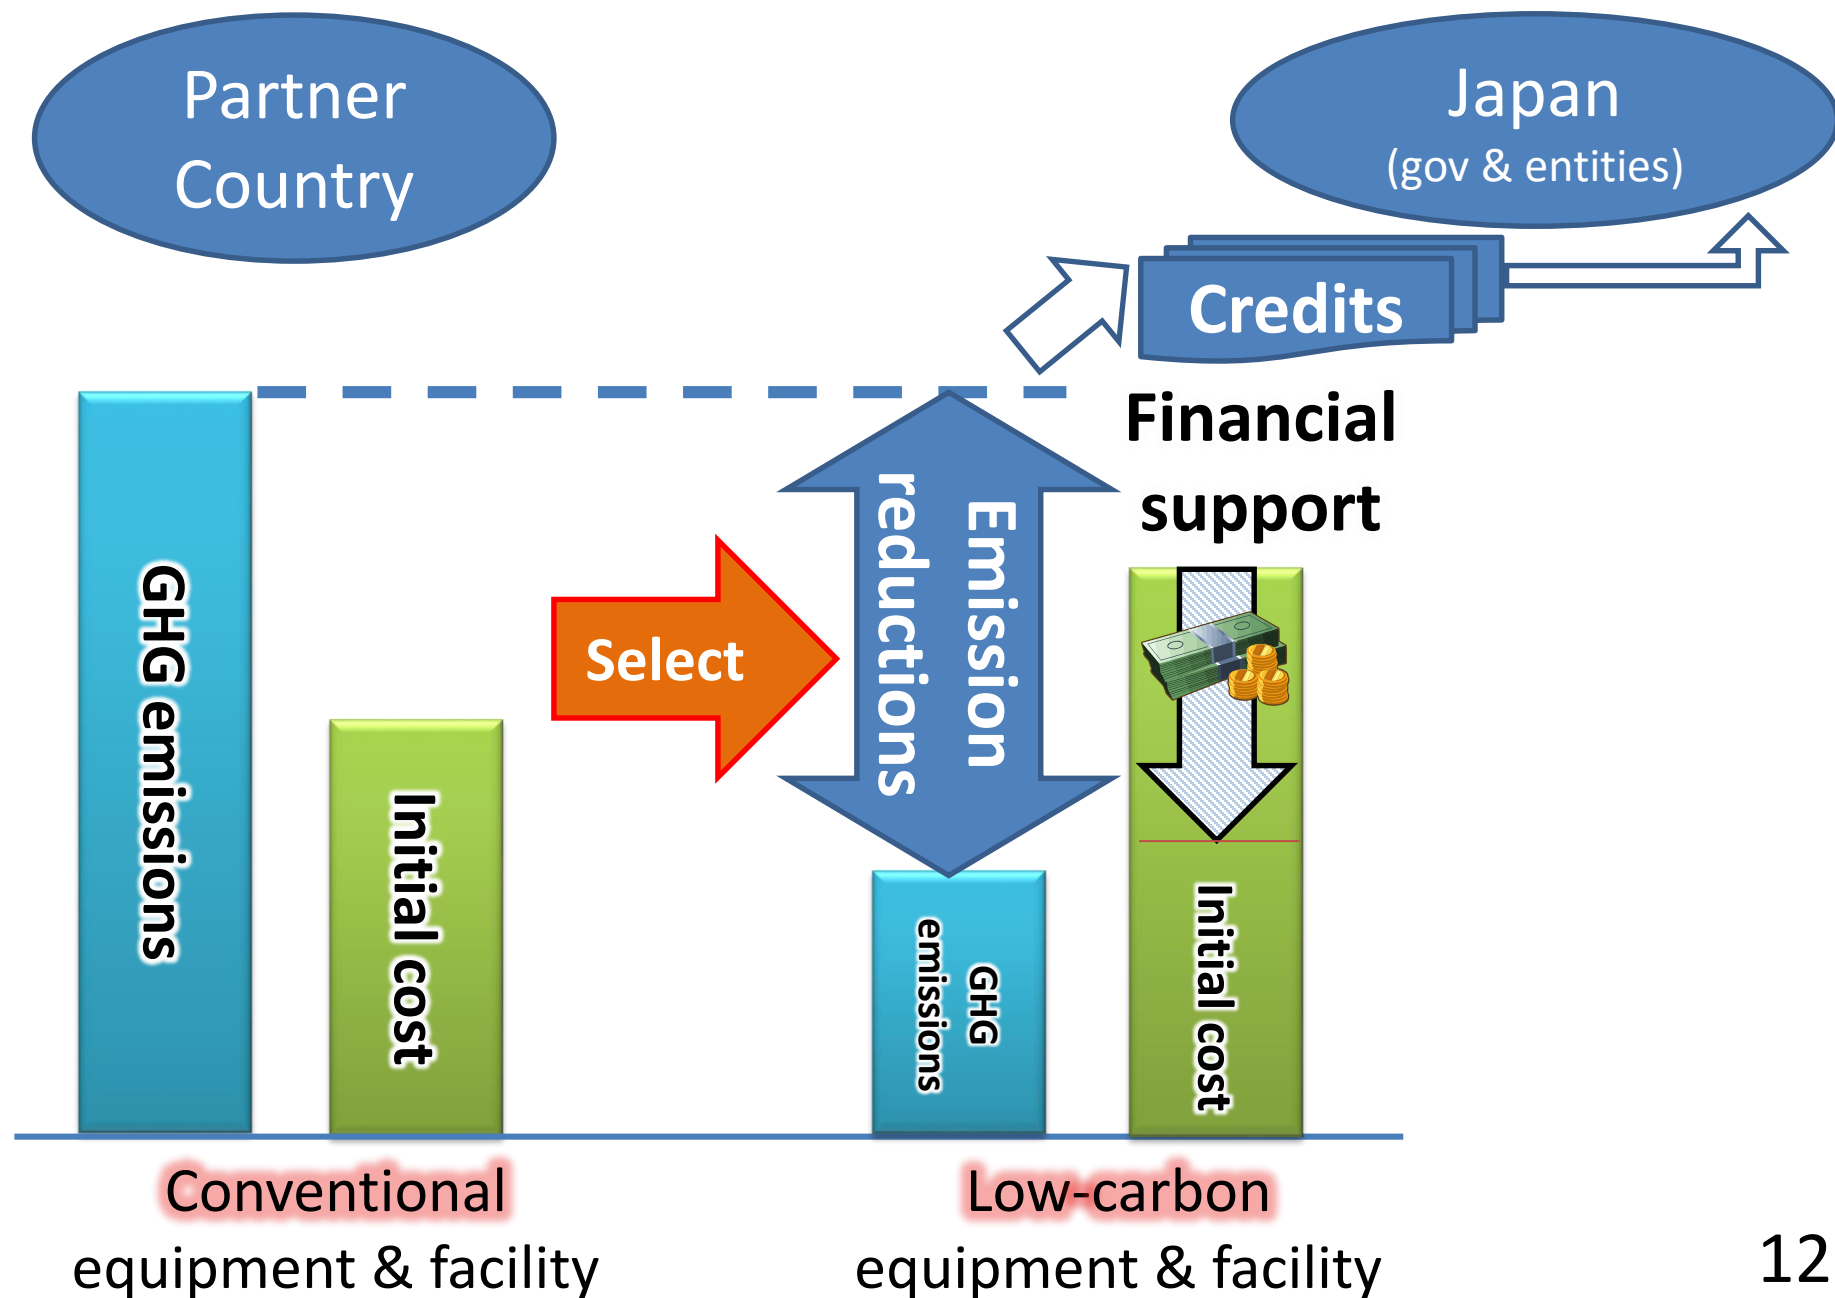 Partner
Country
Japan
(gov & entities)
Credits
Financial
support
GHG emissions
Initial cost
Select
Emission
reductions
GHG
emissions
Initial cost
Conventional
equipment & facility
Low-carbon
equipment & facility
12